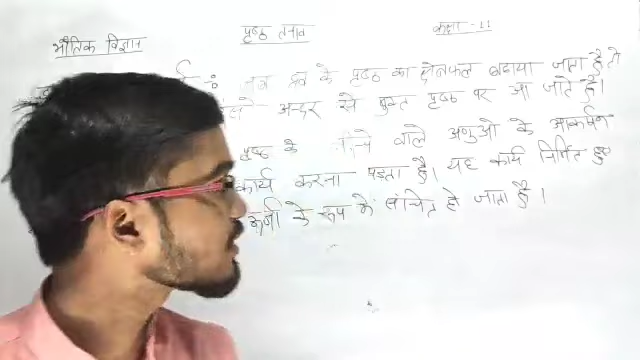 भौतिक विज्ञान
पृष्ठ तनाव
कक्षा -11
जब द्रव के पृष्ठ का क्षेत्रफल बढाया जाता है तो
अन्दर से मुक्त पृष्ठ पर आ जाते है।
पृष्ठ के वाले अणुओ के आकर्षण
कार्य करना पड़ता है। यह कार्य
ऊर्जा के रूप में संचित हो जाता है।